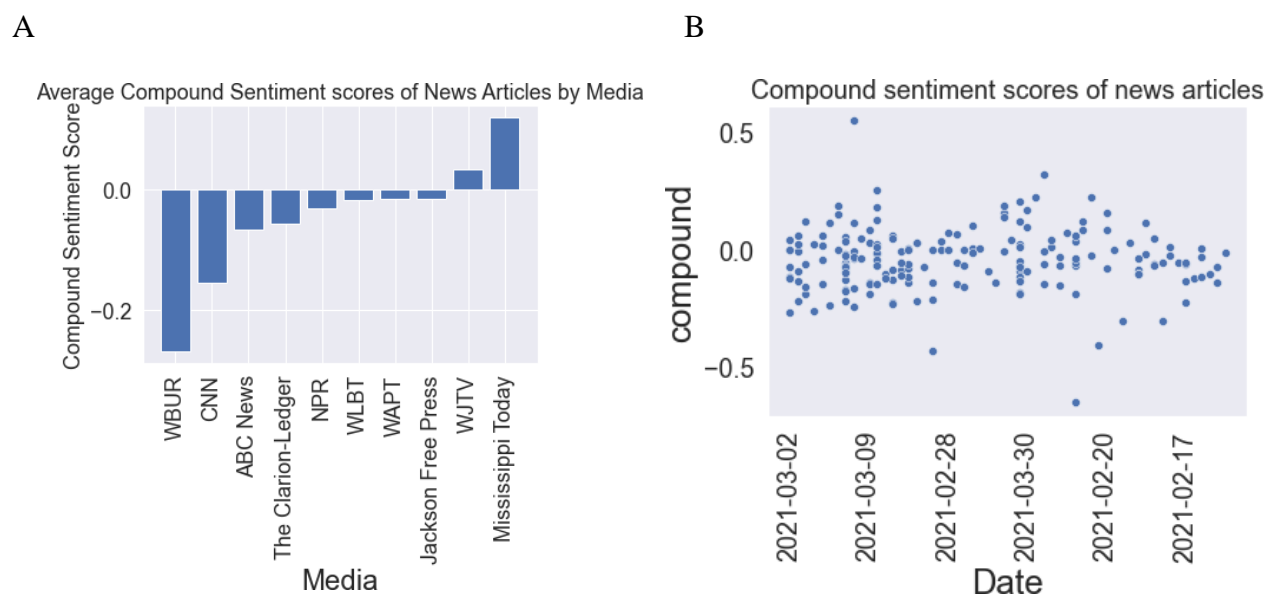 A
B
Average Compound Sentiment scores of News Articles by Media
Compound Sentiment Score
0.0
−0.2
WBUR
CNN
ABC News
The Clarion-Ledger
NPR
WLBT
WAPT
Jackson Free Press
WJTV
Mississippi Today
Media
Compound sentiment scores of news articles
compound
0.5
0.0
−0.5
2021-03-02
2021-03-09
2021-02-28
2021-03-30
2021-02-20
2021-02-17
Date